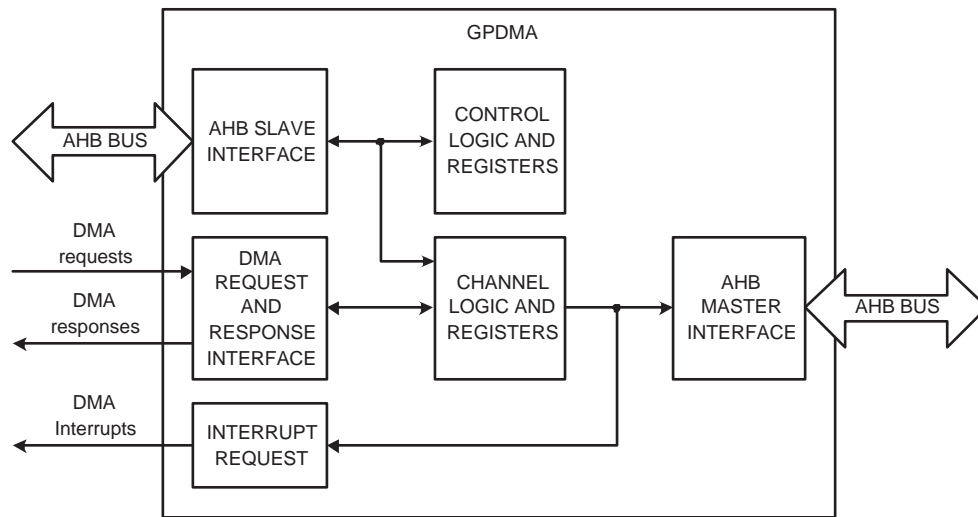 GPDMA
AHB BUS
AHB SLAVE
INTERFACE
CONTROL
LOGIC AND
REGISTERS
DMA
requests
DMA
responses
DMA
REQUEST
AND
RESPONSE
INTERFACE
CHANNEL
LOGIC AND
REGISTERS
AHB
MASTER
INTERFACE
AHB BUS
DMA
Interrupts
INTERRUPT
REQUEST